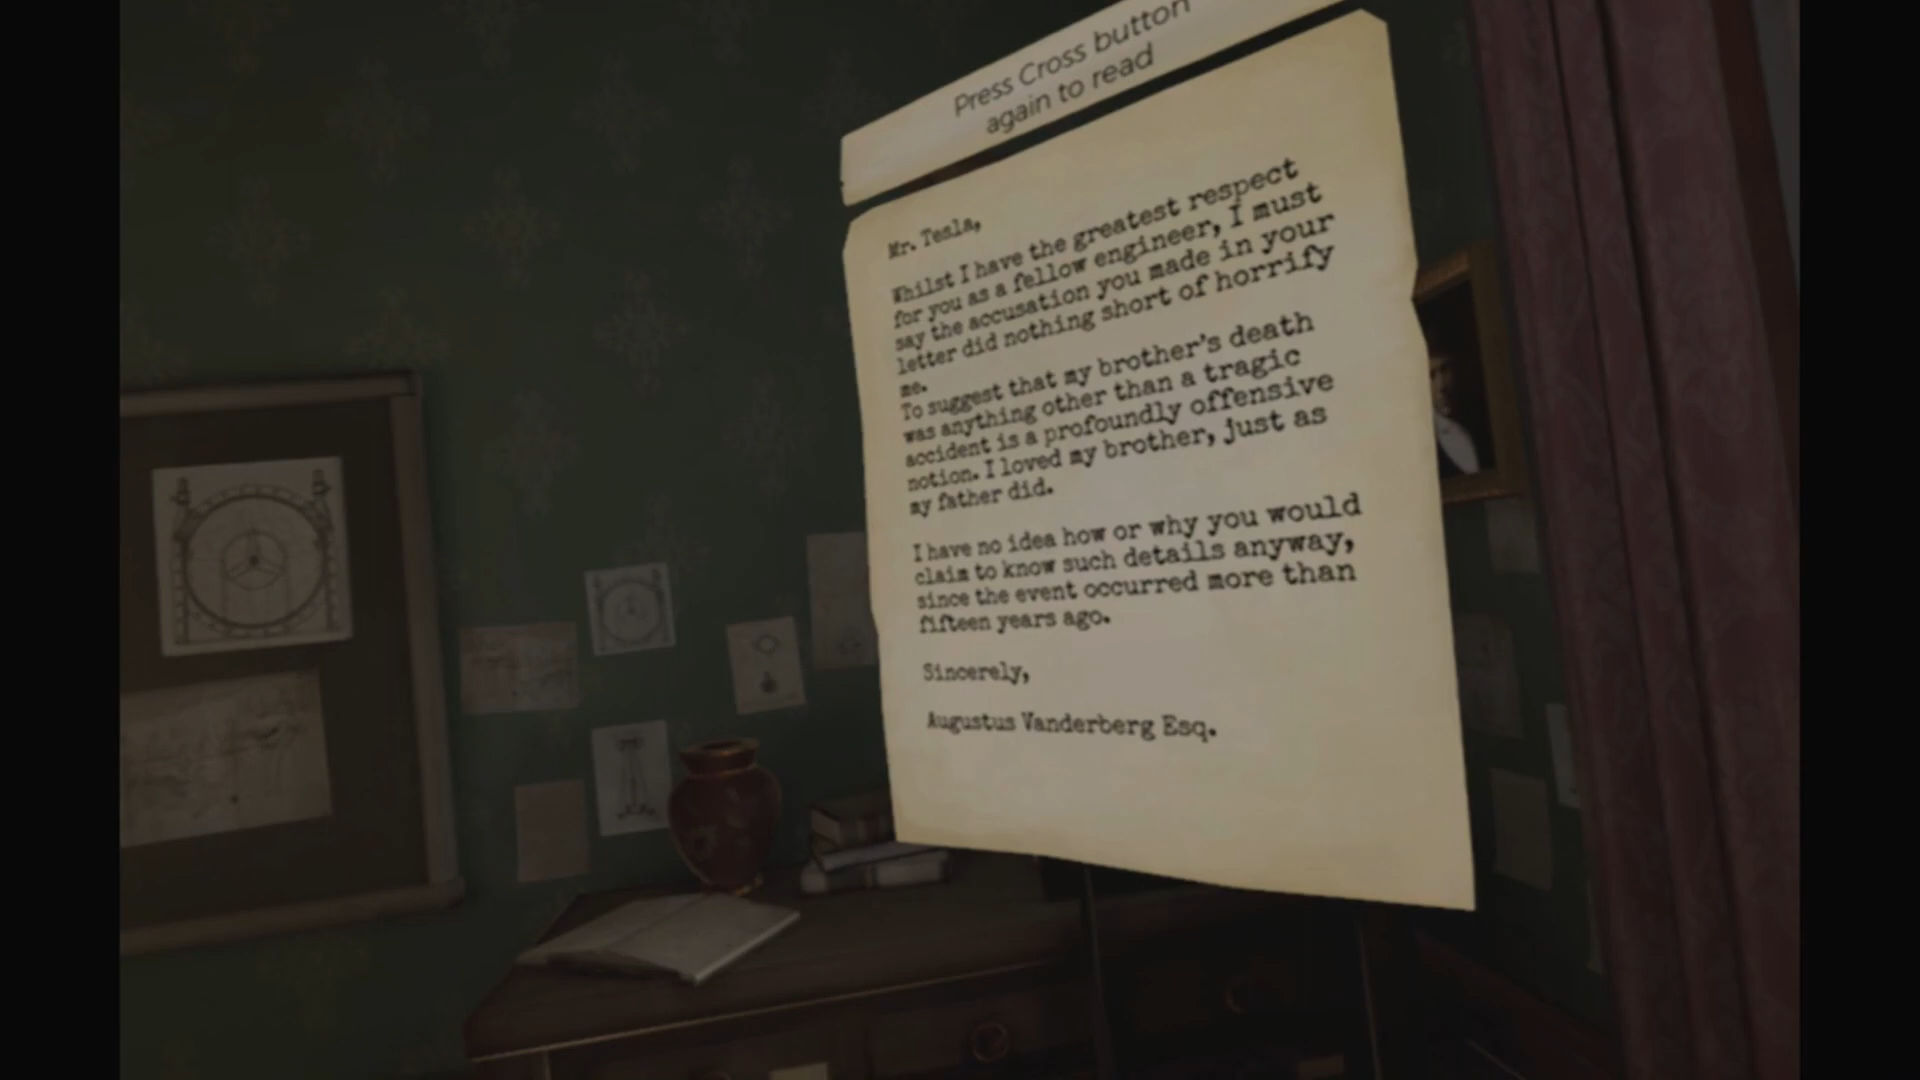 Press Cross button
again to read
Mr. Tesla,
Whilst I have the greatest respect
for you as a fellow engineer, I must
say the accusation you made in your
letter did nothing short of horrify
me.
To suggest that my brother's death
was anything other than a tragic
accident is a profoundly offensive
notion. I loved my brother, just as
my father did.
I have no idea how or why you would
claim to know such details anyway,
since the event occurred more than
fifteen years ago.
Sincerely,
Augustus Vanderberg Esq.